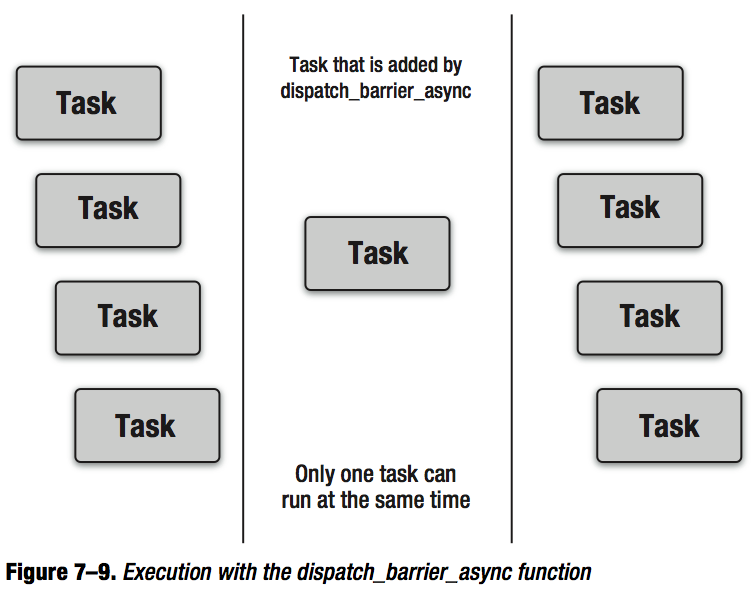 Task
Task
Task
Task
Task that is added by
dispatch_barrier_async
Task
Only one task can
run at the same time
Task
Task
Task
Task
Figure 7–9. Execution with the dispatch_barrier_async function